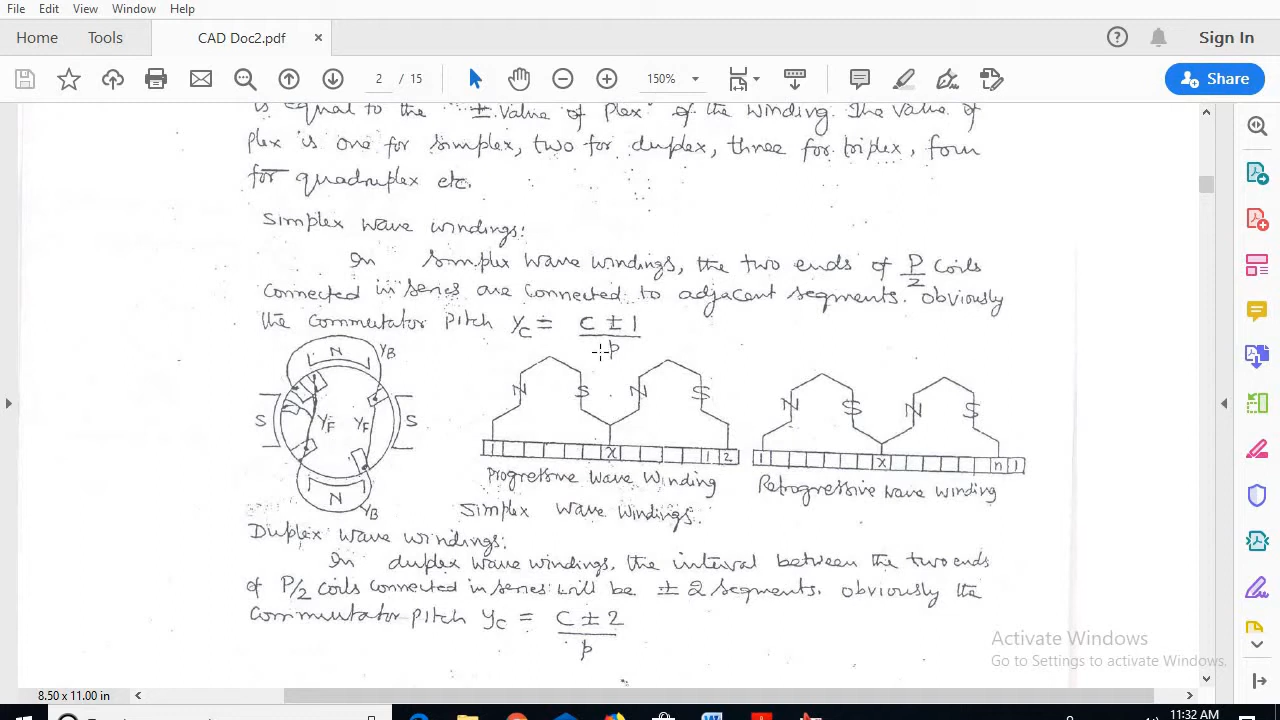 File Edit View Window Help
Home Tools CAD Doc2.pdf × Sign In
2 / 15 150% Share
is equal to the "± Value of Plex" of the winding. The value of
plex is one for simplex, two for duplex, three for triplex, four
for quadruplex etc.
Simplex wave windings:
In simplex wave windings, the two ends of P/2 coils
connected in series are connected to adjacent segments. Obviously
the commutator pitch Yc = C ± 1 / p
N YB
S YF YF S
N YB
N S N S
1 x 1 2
Progressive wave winding
N S N S
1 x n 1
Retrogressive wave winding
Simplex wave windings.
Duplex wave windings:
In duplex wave windings, the interval between the two ends
of P/2 coils connected in series will be ± 2 segments. Obviously the
commutator pitch Yc = C ± 2 / p
Activate Windows
Go to Settings to activate Windows.
8.50 x 11.00 in
11:32 AM